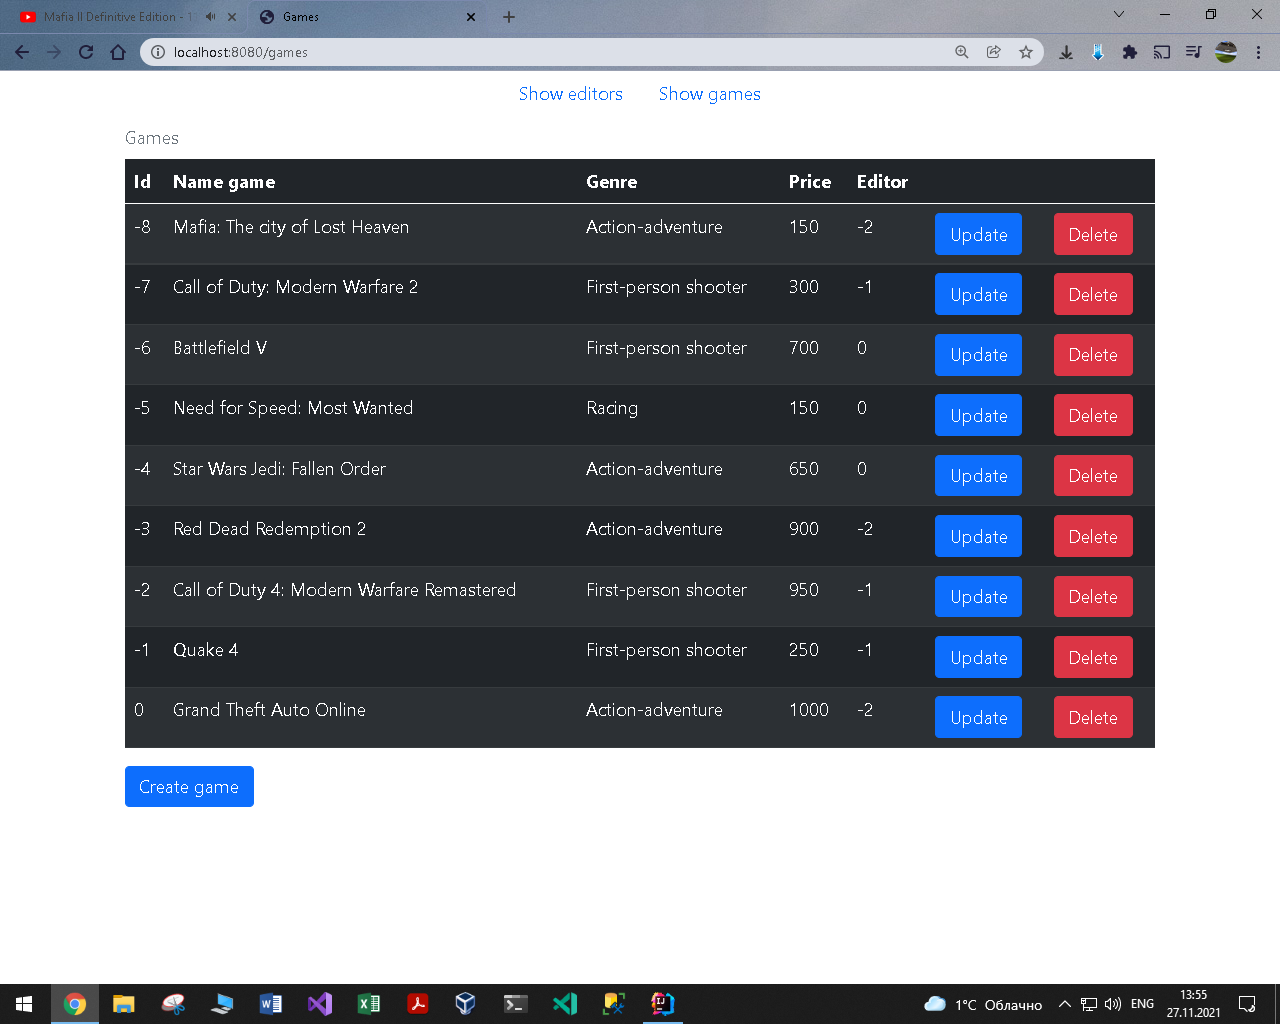 Mafia II Definitive Edition - 1
Games
localhost:8080/games
Show editors Show games
Games
Id Name game Genre Price Editor
-8 Mafia: The city of Lost Heaven Action-adventure 150 -2 Update Delete
-7 Call of Duty: Modern Warfare 2 First-person shooter 300 -1 Update Delete
-6 Battlefield V First-person shooter 700 0 Update Delete
-5 Need for Speed: Most Wanted Racing 150 0 Update Delete
-4 Star Wars Jedi: Fallen Order Action-adventure 650 0 Update Delete
-3 Red Dead Redemption 2 Action-adventure 900 -2 Update Delete
-2 Call of Duty 4: Modern Warfare Remastered First-person shooter 950 -1 Update Delete
-1 Quake 4 First-person shooter 250 -1 Update Delete
0 Grand Theft Auto Online Action-adventure 1000 -2 Update Delete
Create game
1°C Облачно
ENG
13:55
27.11.2021